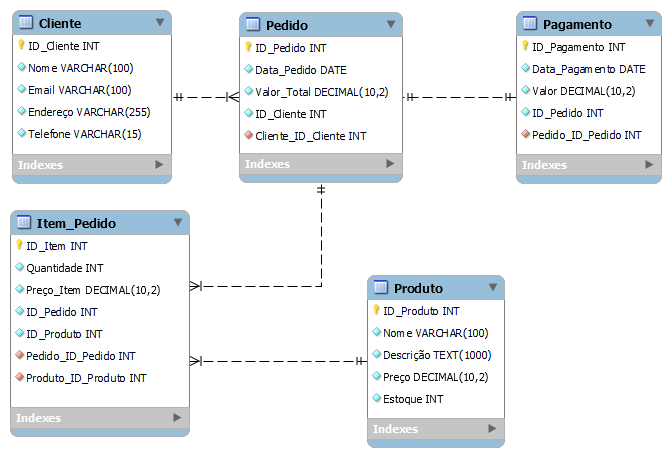 Cliente
ID_Cliente INT
Nome VARCHAR(100)
Email VARCHAR(100)
Endereço VARCHAR(255)
Telefone VARCHAR(15)
Indexes
Pedido
ID_Pedido INT
Data_Pedido DATE
Valor_Total DECIMAL(10,2)
ID_Cliente INT
Cliente_ID_Cliente INT
Indexes
Pagamento
ID_Pagamento INT
Data_Pagamento DATE
Valor DECIMAL(10,2)
ID_Pedido INT
Pedido_ID_Pedido INT
Indexes
Item_Pedido
ID_Item INT
Quantidade INT
Preço_Item DECIMAL(10,2)
ID_Pedido INT
ID_Produto INT
Pedido_ID_Pedido INT
Produto_ID_Produto INT
Indexes
Produto
ID_Produto INT
Nome VARCHAR(100)
Descrição TEXT(1000)
Preço DECIMAL(10,2)
Estoque INT
Indexes